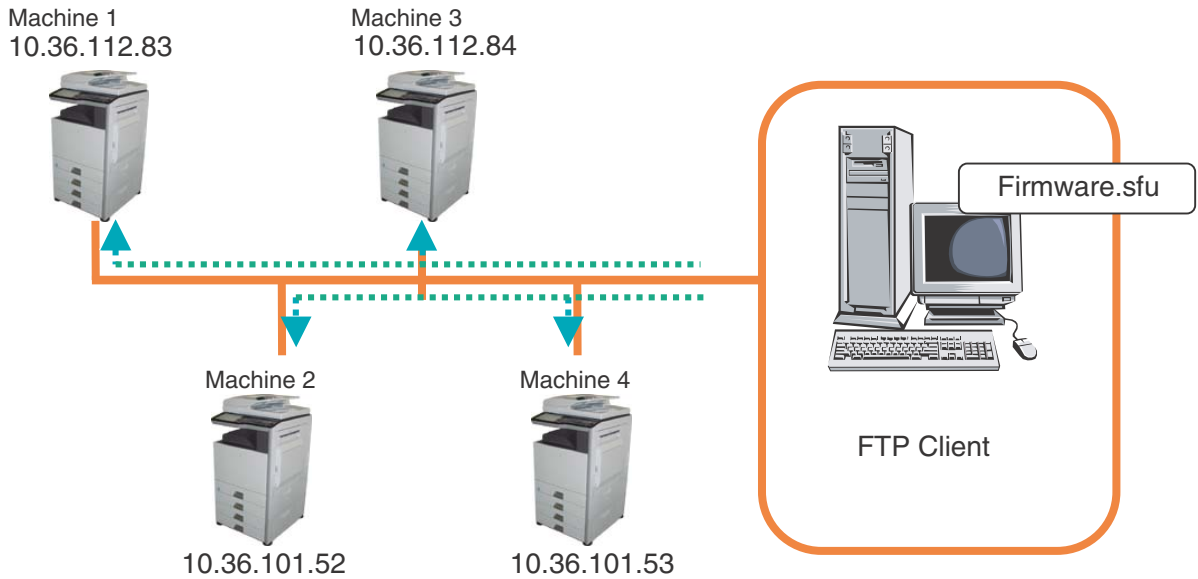 Machine 1
10.36.112.83
Machine 3
10.36.112.84
Firmware.sfu
Machine 2
10.36.101.52
Machine 4
10.36.101.53
FTP Client